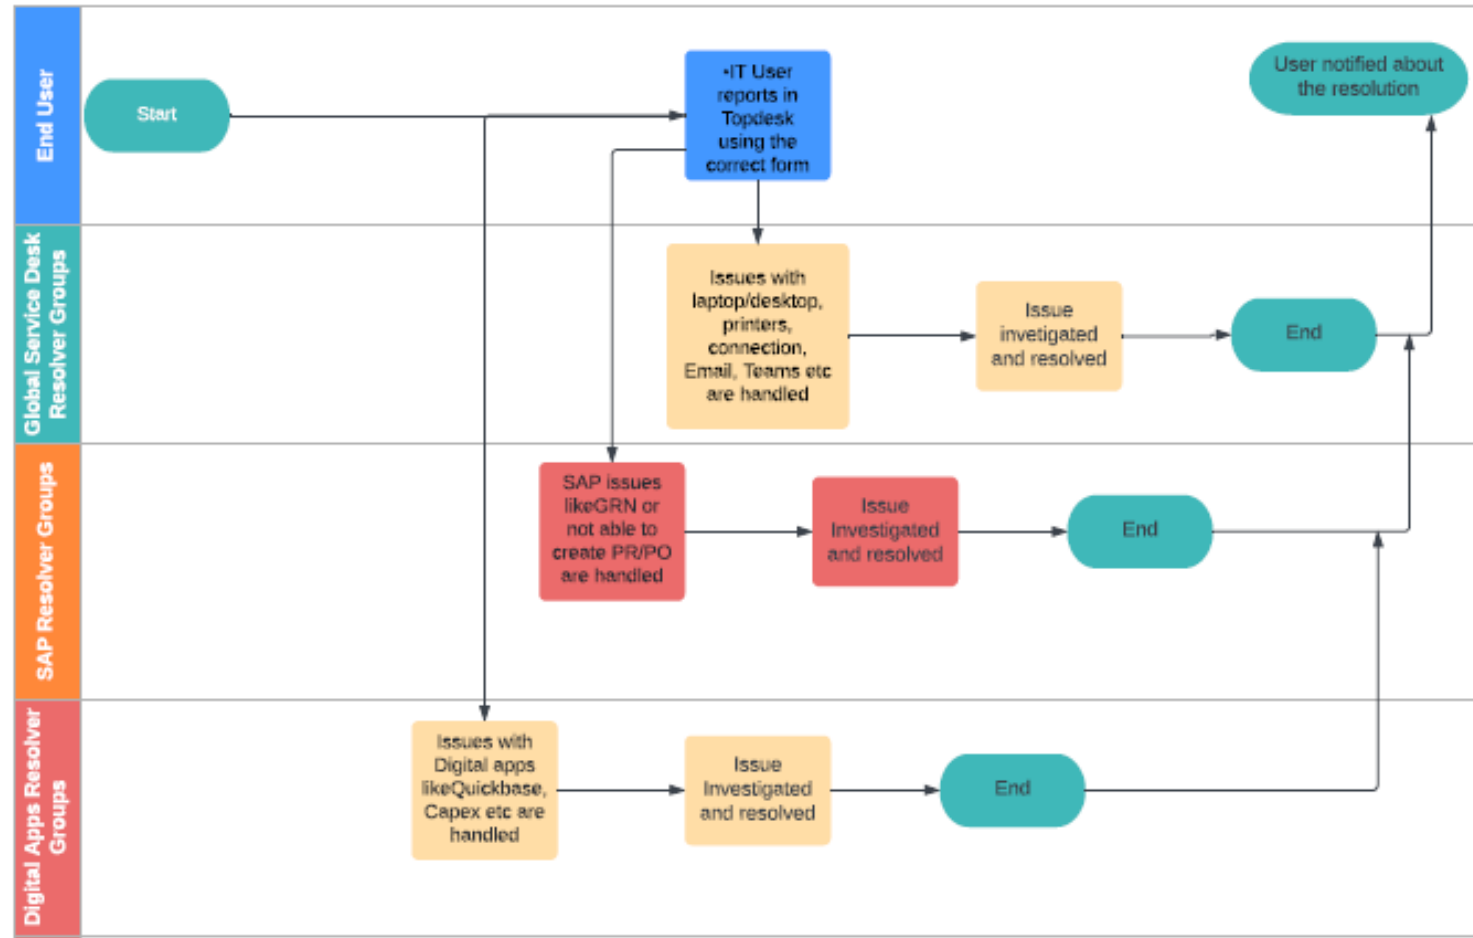 End User
Start
•IT User
reports in
Topdesk
using the
correct form
User notified about
the resolution
Global Service Desk
Resolver Groups
Issues with
laptop/desktop,
printers,
connection,
Email, Teams etc
are handled
Issue
invetigated
and resolved
End
SAP Resolver Groups
SAP issues
likeGRN or
not able to
create PR/PO
are handled
Issue
Investigated
and resolved
End
Digital Apps Resolver
Groups
Issues with
Digital apps
likeQuickbase,
Capex etc are
handled
Issue
Investigated
and resolved
End